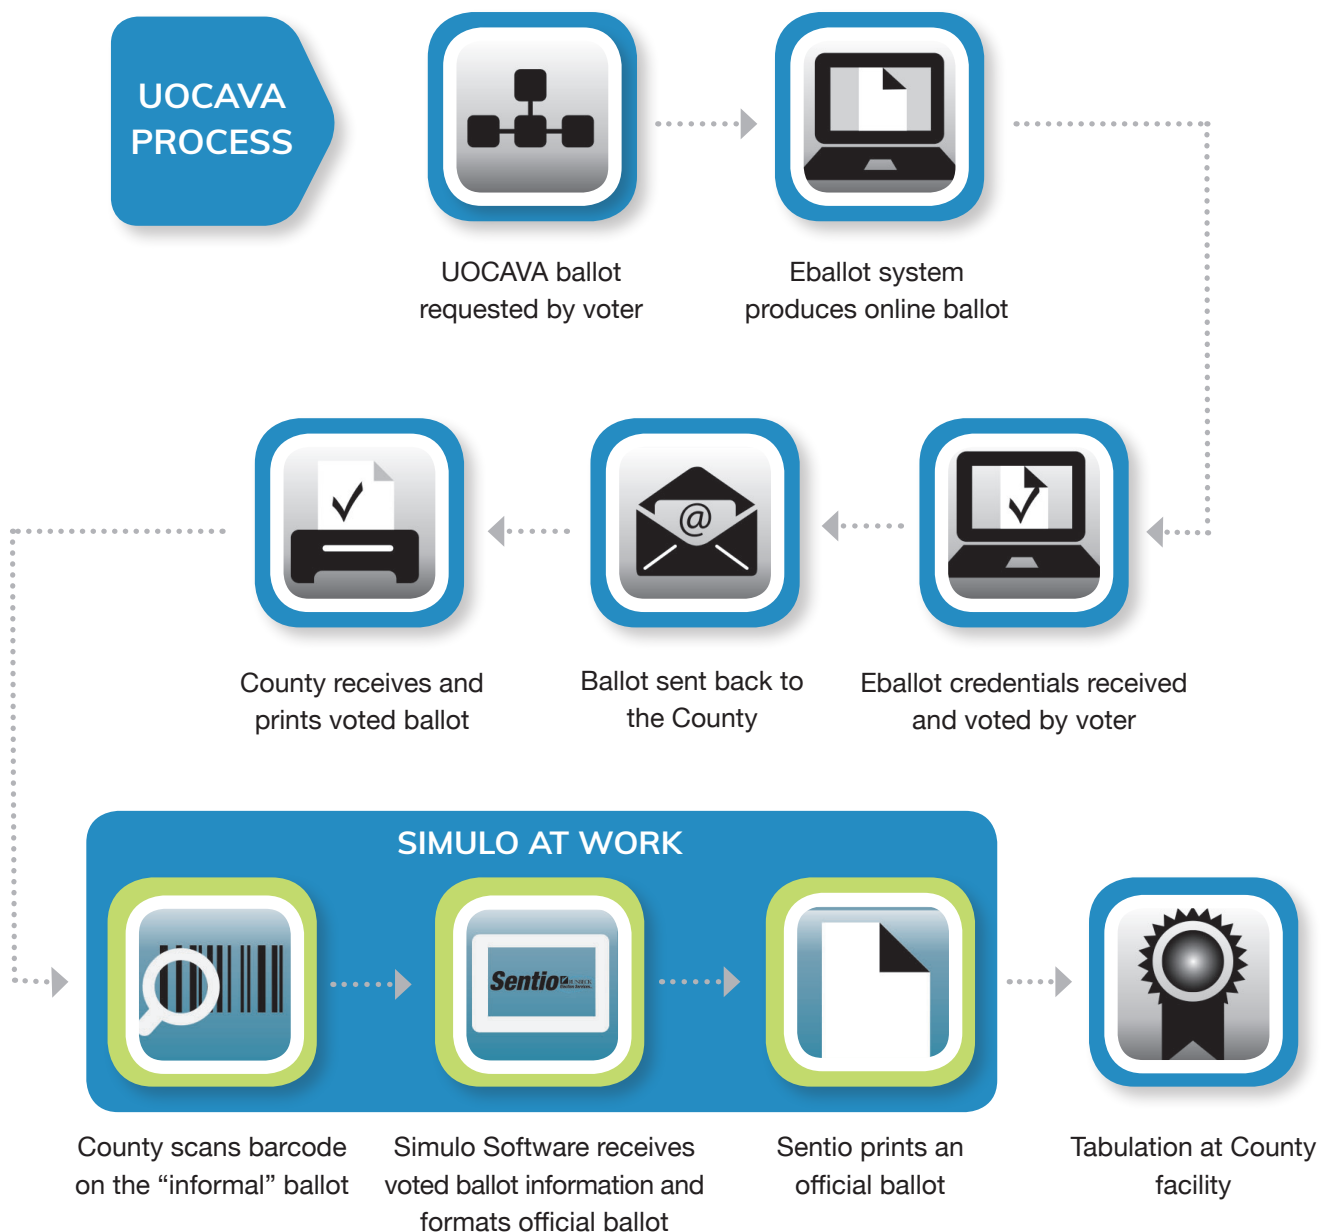 UOCAVA
PROCESS
UOCAVA ballot
requested by voter
Eballot system
produces online ballot
Eballot credentials received
and voted by voter
@
Ballot sent back to
the County
County receives and
prints voted ballot
SIMULO AT WORK
Sentio RUNBECK
Election Services
County scans barcode
on the “informal” ballot
Simulo Software receives
voted ballot information and
formats official ballot
Sentio prints an
official ballot
Tabulation at County
facility